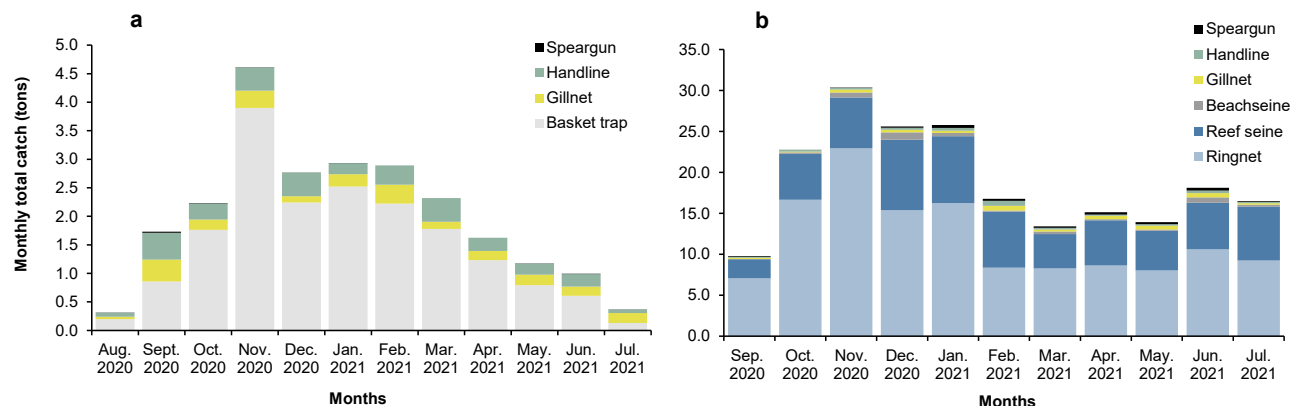 a
Monthly total catch (tons)
5.0
4.5
4.0
3.5
3.0
2.5
2.0
1.5
1.0
0.5
0.0
Speargun
Handline
Gillnet
Basket trap
Aug. Sept. Oct. Nov. Dec. Jan. Feb. Mar. Apr. May. Jun. Jul.
2020 2020 2020 2020 2020 2021 2021 2021 2021 2021 2021 2021
Months
b
35.0
30.0
25.0
20.0
15.0
10.0
5.0
0.0
Speargun
Handline
Gillnet
Beachseine
Reef seine
Ringnet
Sep. Oct. Nov. Dec. Jan. Feb. Mar. Apr. May. Jun. Jul.
2020 2020 2020 2020 2021 2021 2021 2021 2021 2021 2021
Months